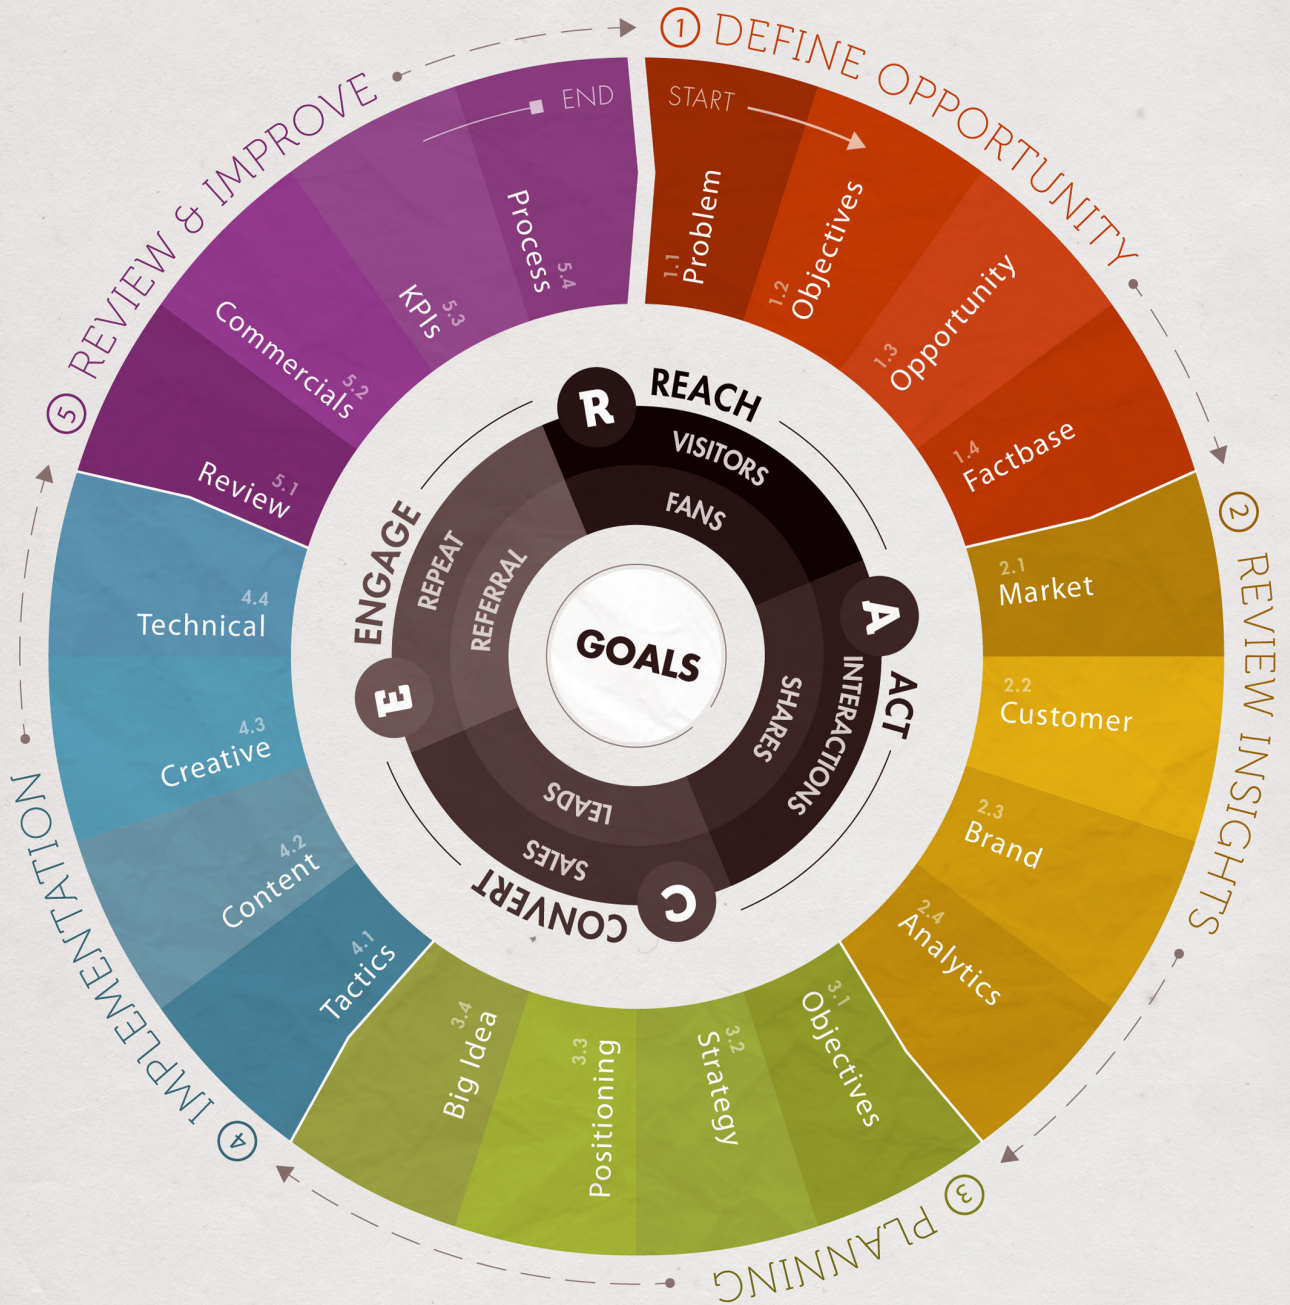 1 DEFINE OPPORTUNITY
START
1.1
Problem
1.2
Objectives
1.3
Opportunity
1.4
Factbase
2 REVIEW INSIGHTS
2.1
Market
2.2
Customer
2.3
Brand
2.4
Analytics
3 PLANNING
3.1
Objectives
3.2
Strategy
3.3
Positioning
3.4
Big Idea
4 IMPLEMENTATION
4.1
Tactics
4.2
Content
4.3
Creative
4.4
Technical
5 REVIEW & IMPROVE
5.1
Review
5.2
Commercials
5.3
KPIs
5.4
Process
END
R
REACH
VISITORS
FANS
A
ACT
INTERACTIONS
SHARES
C
CONVERT
SALES
LEADS
E
ENGAGE
REPEAT
REFERRAL
GOALS